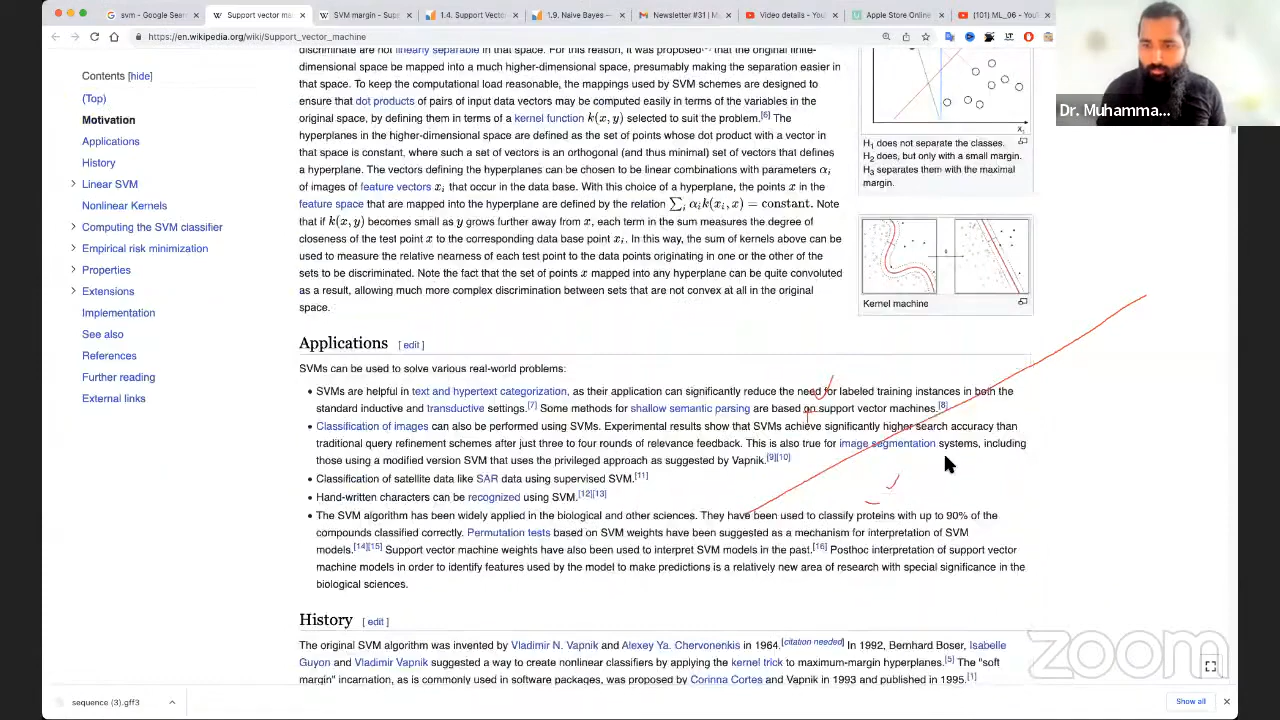 svm - Google Sear
Support vector ma
SVM margin - Sup
1.4. Support Vecto
1.9. Naive Bayes —
Newsletter #31 | M
Video details - You
Apple Store Online
(101) ML_06 - You
https://en.wikipedia.org/wiki/Support_vector_machine
Dr. Muhamma...
Contents [hide]
(Top)
Motivation
Applications
History
Linear SVM
Nonlinear Kernels
Computing the SVM classifier
Empirical risk minimization
Properties
Extensions
Implementation
See also
References
Further reading
External links
discriminate are not linearly separable in that space. For this reason, it was proposed that the original finite-
dimensional space be mapped into a much higher-dimensional space, presumably making the separation easier in
that space. To keep the computational load reasonable, the mappings used by SVM schemes are designed to
ensure that dot products of pairs of input data vectors may be computed easily in terms of the variables in the
original space, by defining them in terms of a kernel function k(x, y) selected to suit the problem.[6] The
hyperplanes in the higher-dimensional space are defined as the set of points whose dot product with a vector in
that space is constant, where such a set of vectors is an orthogonal (and thus minimal) set of vectors that defines
a hyperplane. The vectors defining the hyperplanes can be chosen to be linear combinations with parameters αi
of images of feature vectors xi that occur in the data base. With this choice of a hyperplane, the points x in the
feature space that are mapped into the hyperplane are defined by the relation ∑i αik(xi, x) = constant. Note
that if k(x, y) becomes small as y grows further away from x, each term in the sum measures the degree of
closeness of the test point x to the corresponding data base point xi. In this way, the sum of kernels above can be
used to measure the relative nearness of each test point to the data points originating in one or the other of the
sets to be discriminated. Note the fact that the set of points x mapped into any hyperplane can be quite convoluted
as a result, allowing much more complex discrimination between sets that are not convex at all in the original
space.
X1
H1 does not separate the classes.
H2 does, but only with a small margin.
H3 separates them with the maximal
margin.
Kernel machine
Applications [ edit ]
SVMs can be used to solve various real-world problems:
• SVMs are helpful in text and hypertext categorization, as their application can significantly reduce the need for labeled training instances in both the
standard inductive and transductive settings.[7] Some methods for shallow semantic parsing are based on support vector machines.[8]
• Classification of images can also be performed using SVMs. Experimental results show that SVMs achieve significantly higher search accuracy than
traditional query refinement schemes after just three to four rounds of relevance feedback. This is also true for image segmentation systems, including
those using a modified version SVM that uses the privileged approach as suggested by Vapnik.[9][10]
• Classification of satellite data like SAR data using supervised SVM.[11]
• Hand-written characters can be recognized using SVM.[12][13]
• The SVM algorithm has been widely applied in the biological and other sciences. They have been used to classify proteins with up to 90% of the
compounds classified correctly. Permutation tests based on SVM weights have been suggested as a mechanism for interpretation of SVM
models.[14][15] Support vector machine weights have also been used to interpret SVM models in the past.[16] Posthoc interpretation of support vector
machine models in order to identify features used by the model to make predictions is a relatively new area of research with special significance in the
biological sciences.
History [ edit ]
The original SVM algorithm was invented by Vladimir N. Vapnik and Alexey Ya. Chervonenkis in 1964.[citation needed] In 1992, Bernhard Boser, Isabelle
Guyon and Vladimir Vapnik suggested a way to create nonlinear classifiers by applying the kernel trick to maximum-margin hyperplanes.[5] The "soft
margin" incarnation, as is commonly used in software packages, was proposed by Corinna Cortes and Vapnik in 1993 and published in 1995.[1]
zoom
sequence (3).gff3
Show all